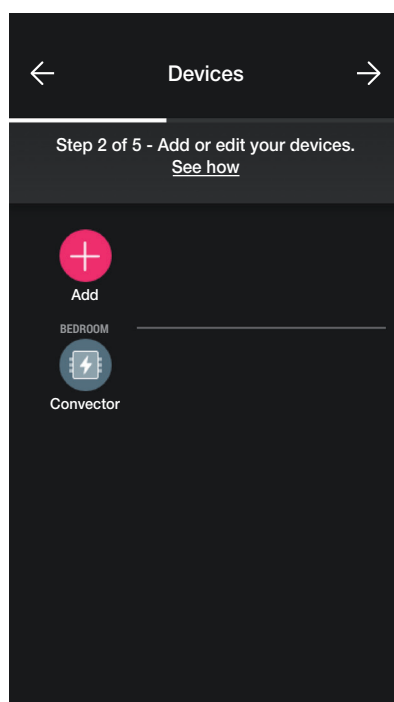 Devices
Step 2 of 5 - Add or edit your devices.
See how
Add
BEDROOM
Convector